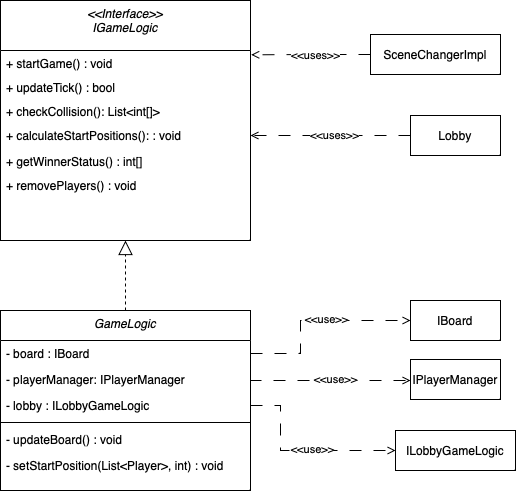 <<Interface>>
IGameLogic
+ startGame() : void
+ updateTick() : bool
+ checkCollision(): List<int[]>
+ calculateStartPositions(): : void
+ getWinnerStatus() : int[]
+ removePlayers() : void
<<uses>>
SceneChangerImpl
<<uses>>
Lobby
GameLogic
- board : IBoard
- playerManager: IPlayerManager
- lobby : ILobbyGameLogic
- updateBoard() : void
- setStartPosition(List<Player>, int) : void
<<use>>
IBoard
<<use>>
IPlayerManager
<<use>>
ILobbyGameLogic